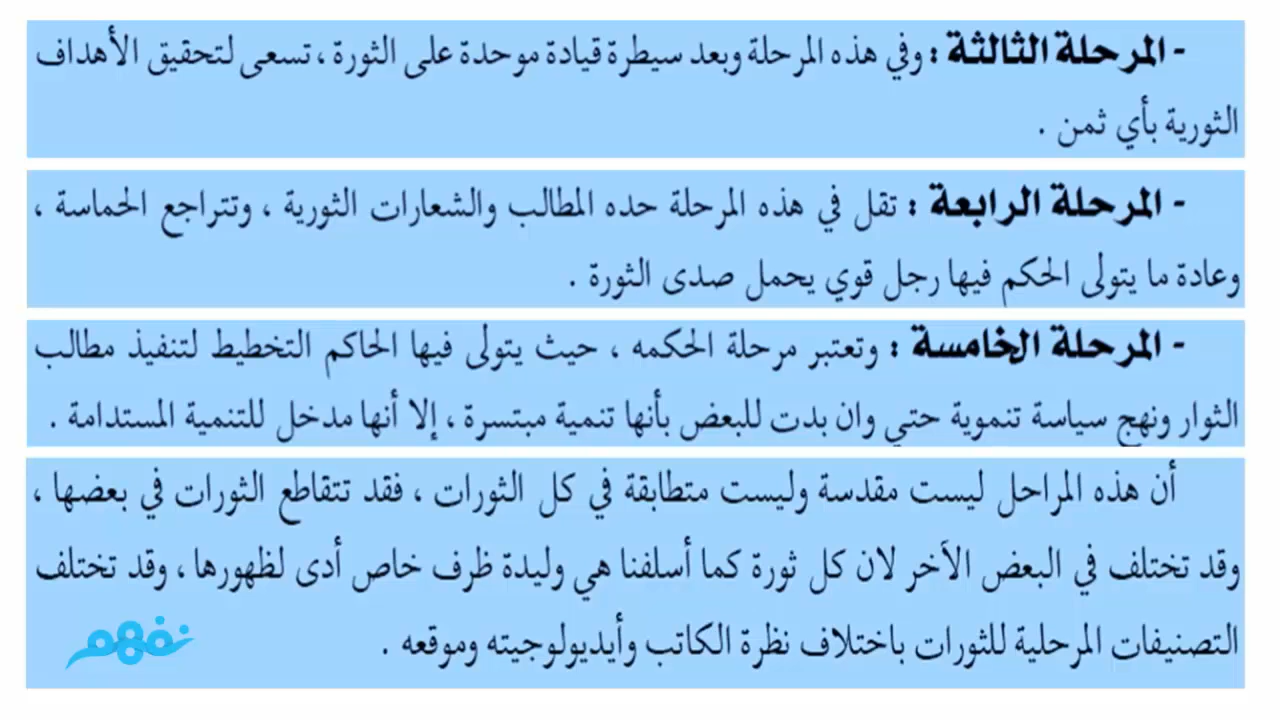 - المرحلة الثالثة : وفي هذه المرحلة وبعد سيطرة قيادة موحدة على الثورة ، تسعى لتحقيق الأهداف
الثورية بأي ثمن .
- المرحلة الرابعة : تقل في هذه المرحلة حده المطالب والشعارات الثورية ، وتتراجع الحماسة ،
وعادة ما يتولى الحكم فيها رجل قوي يحمل صدى الثورة .
- المرحلة الخامسة : وتعتبر مرحلة الحكمه ، حيث يتولى فيها الحاكم التخطيط لتنفيذ مطالب
الثوار ونهج سياسة تنموية حتي وان بدت للبعض بأنها تنمية مبتسرة ، إلا أنها مدخل للتنمية المستدامة .
أن هذه المراحل ليست مقدسة وليست متطابقة في كل الثورات ، فقد تتقاطع الثورات في بعضها ،
وقد تختلف في البعض الآخر لان كل ثورة كما أسلفنا هي وليدة ظرف خاص أدى لظهورها ، وقد تختلف
التصنيفات المرحلية للثورات باختلاف نظرة الكاتب وأيديولوجيته وموقعه .
نفهم